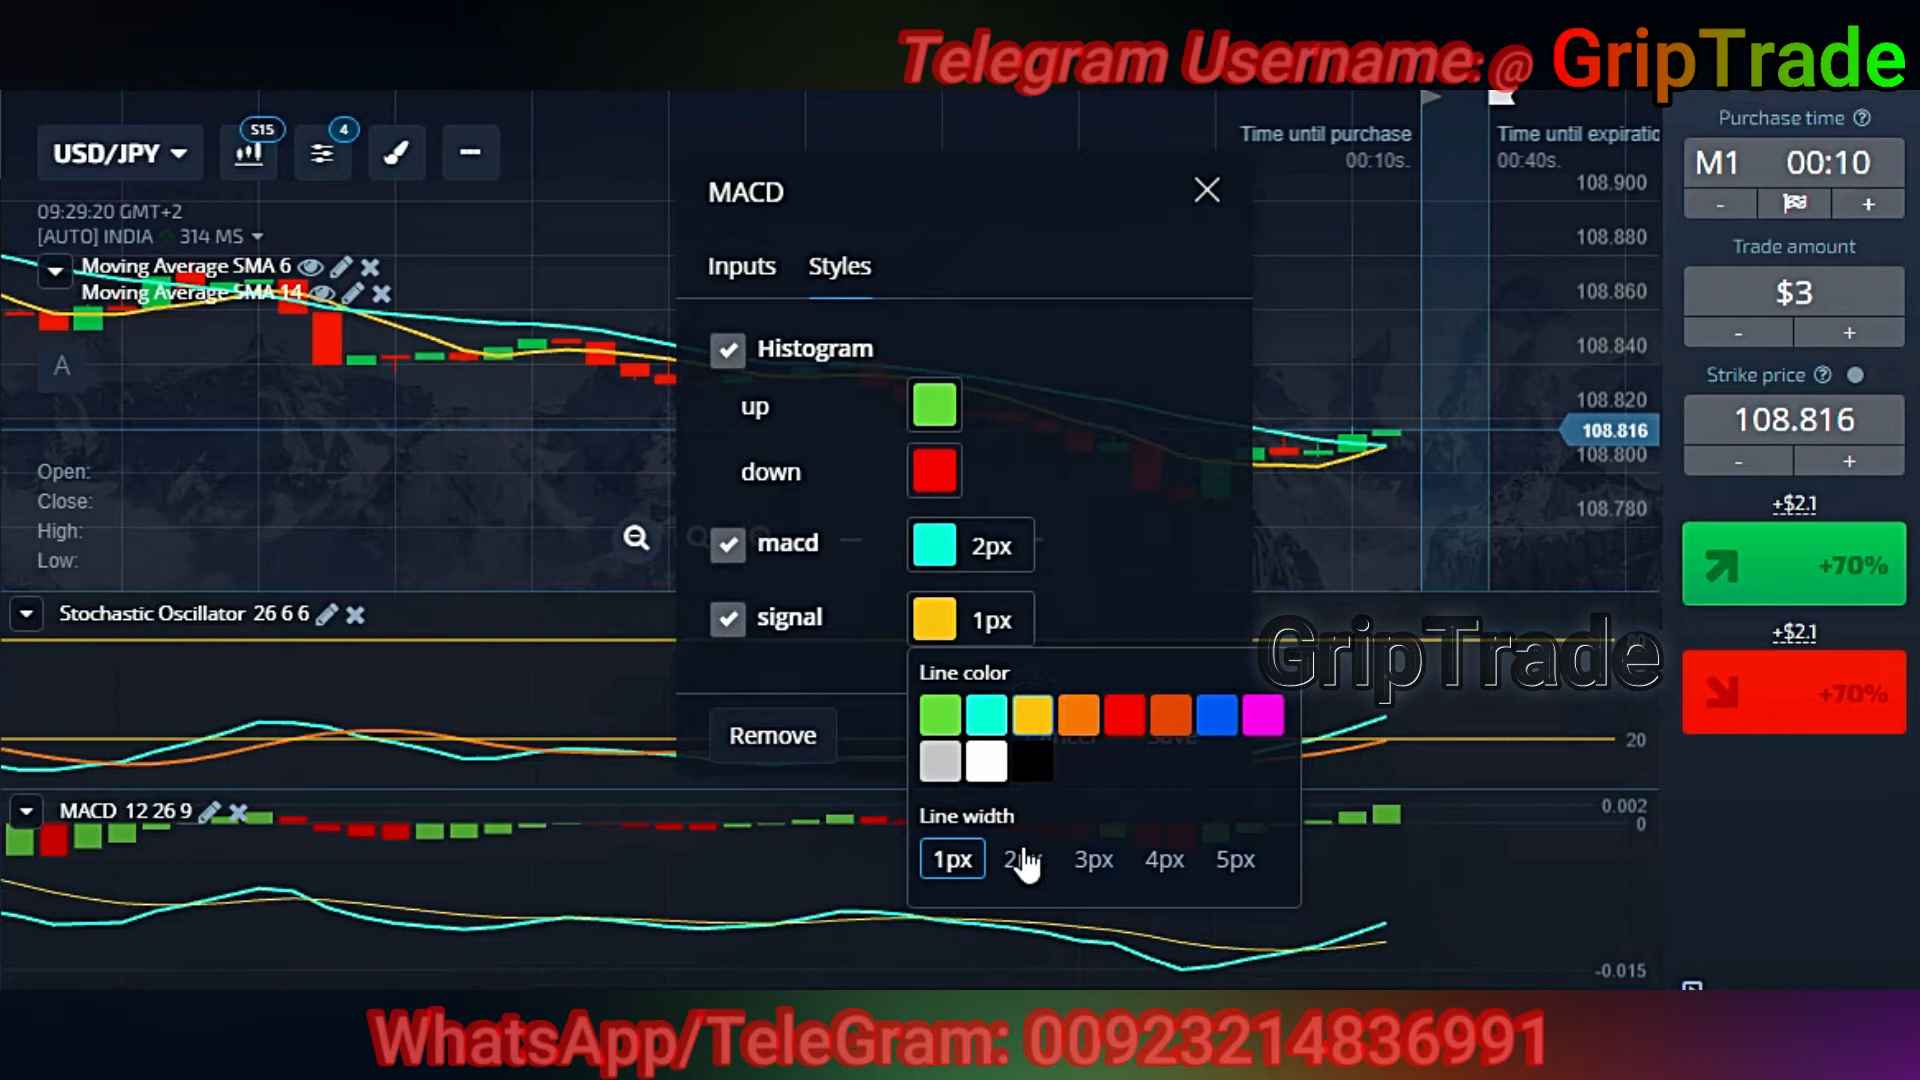 Telegram Username:@ GripTrade
USD/JPY
S15
4
09:29:20 GMT+2
[AUTO] INDIA 314 MS
Moving Average SMA 6
Moving Average SMA 14
A
Open:
Close:
High:
Low:
MACD
Inputs Styles
Histogram
up
down
macd 2px
signal 1px
Line color
Line width
1px 2px 3px 4px 5px
Remove
Time until purchase
00:10s.
Time until expiratio
00:40s.
108.900
108.880
108.860
108.840
108.820
108.816
108.800
108.780
Purchase time ?
M1 00:10
- +
Trade amount
$3
- +
Strike price ?
108.816
- +
+$2.1
+70%
+$2.1
+70%
GripTrade
Stochastic Oscillator 26 6 6
80
20
MACD 12 26 9
0.002
0
-0.015
WhatsApp/TeleGram: 00923214836991